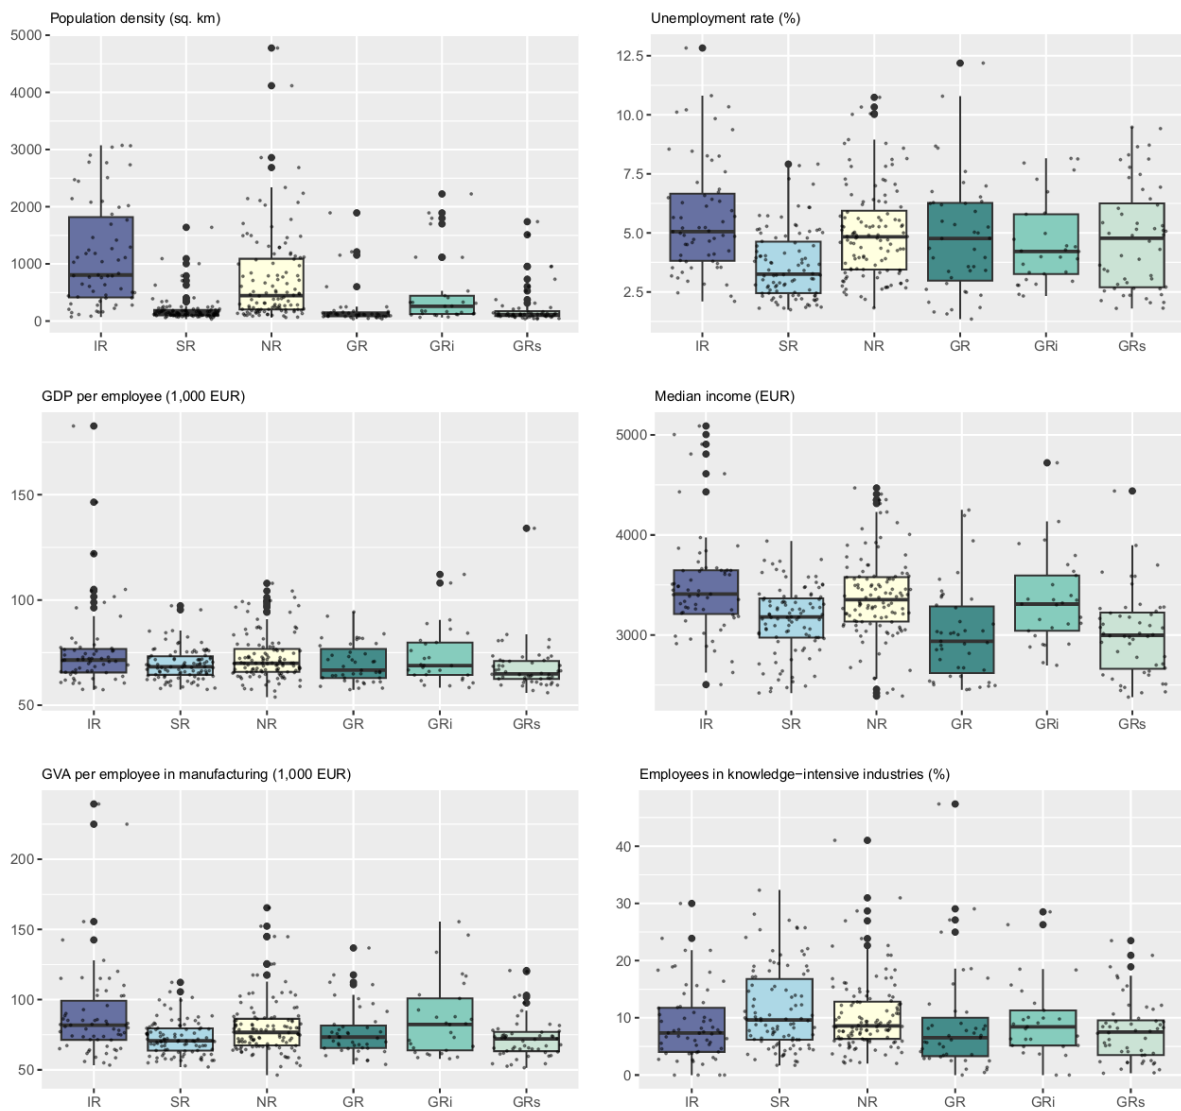 Population density (sq. km)
5000
4000
3000
2000
1000
0
IR SR NR GR GRi GRs
Unemployment rate (%)
12.5
10.0
7.5
5.0
2.5
IR SR NR GR GRi GRs
GDP per employee (1,000 EUR)
150
100
50
IR SR NR GR GRi GRs
Median income (EUR)
5000
4000
3000
IR SR NR GR GRi GRs
GVA per employee in manufacturing (1,000 EUR)
200
150
100
50
IR SR NR GR GRi GRs
Employees in knowledge−intensive industries (%)
40
30
20
10
0
IR SR NR GR GRi GRs